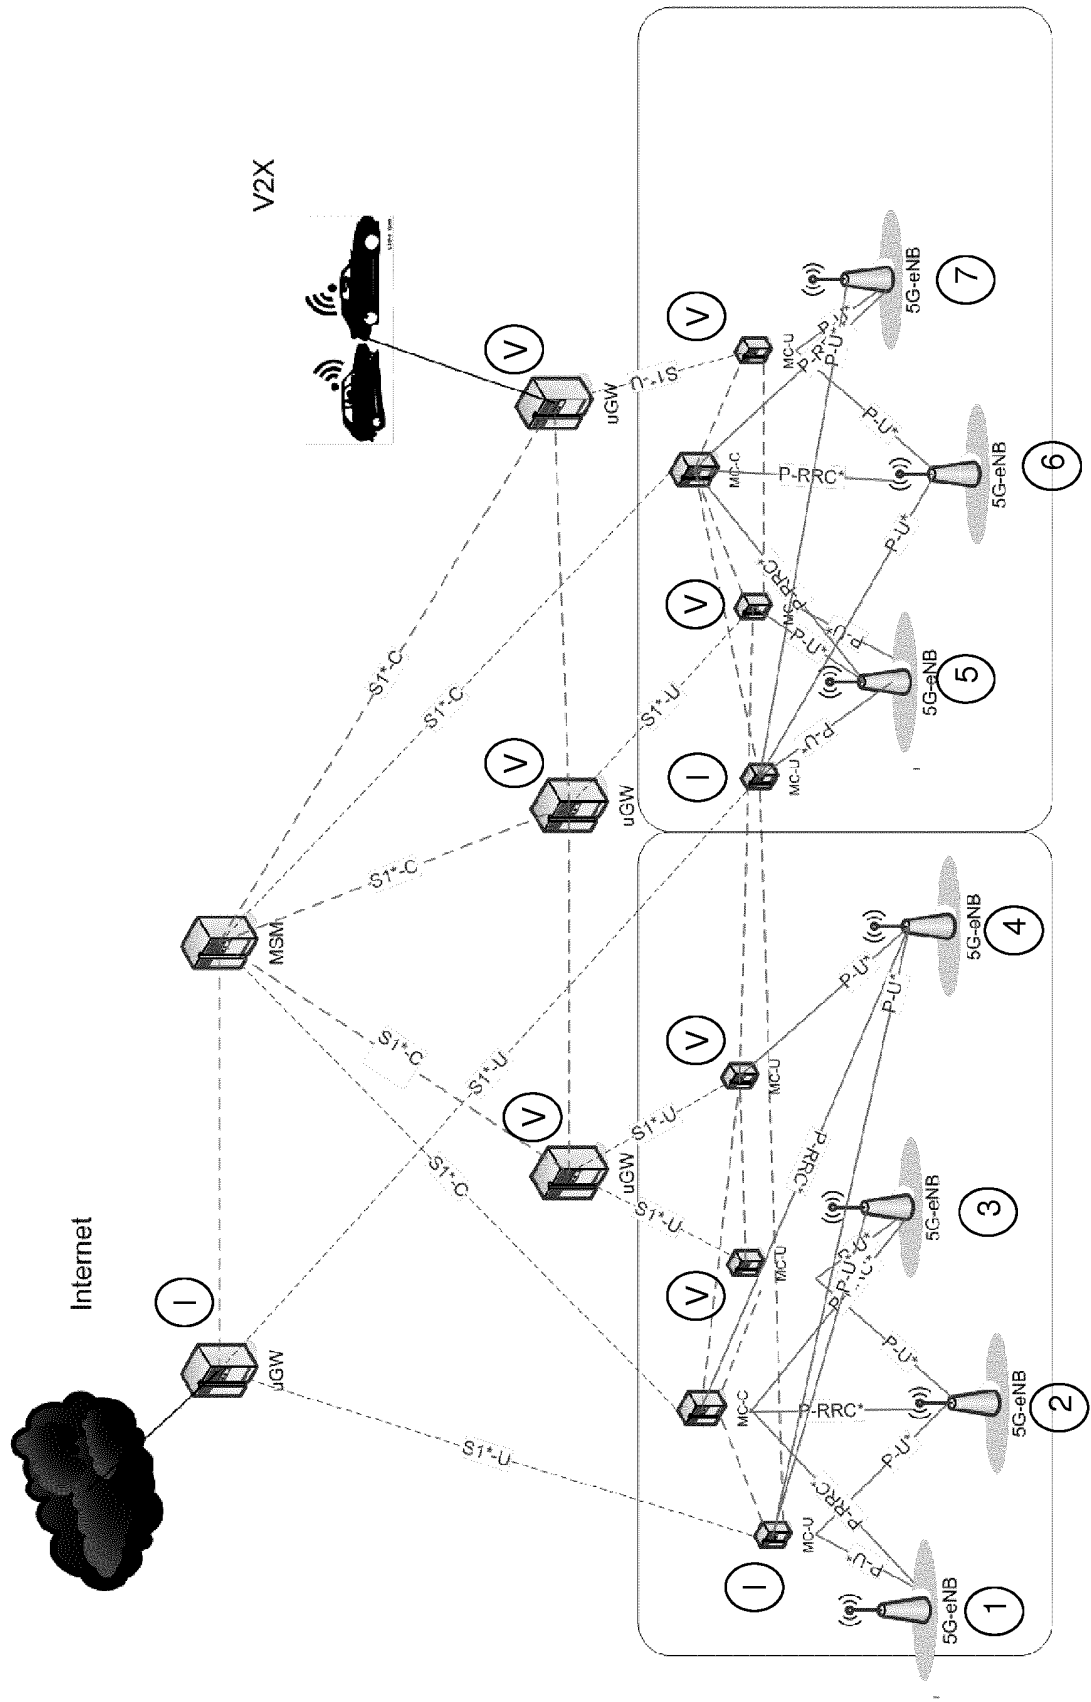 Internet
I
V2X
uGW
MSM
S1*-C
S1*-C
S1*-C
S1*-C
S1*-C
S1*-U
S1*-U
V
V
V
uGW
uGW
uGW
S1*-U
S1*-U
S1*-U
S1*-U
V
V
I
V
V
I
MC-C
MC-C
MC-U
MC-U
MC-U
MC-U
MC-U
P-RRC*
P-RRC*
P-RRC*
P-RRC*
P-RRC*
P-U*
P-U*
P-U*
P-U*
P-U*
P-U*
P-U*
P-U*
P-U*
P-U*
P-U*
P-U
5G-eNB
1
5G-eNB
2
5G-eNB
3
5G-eNB
4
5G-eNB
5
5G-eNB
6
5G-eNB
7